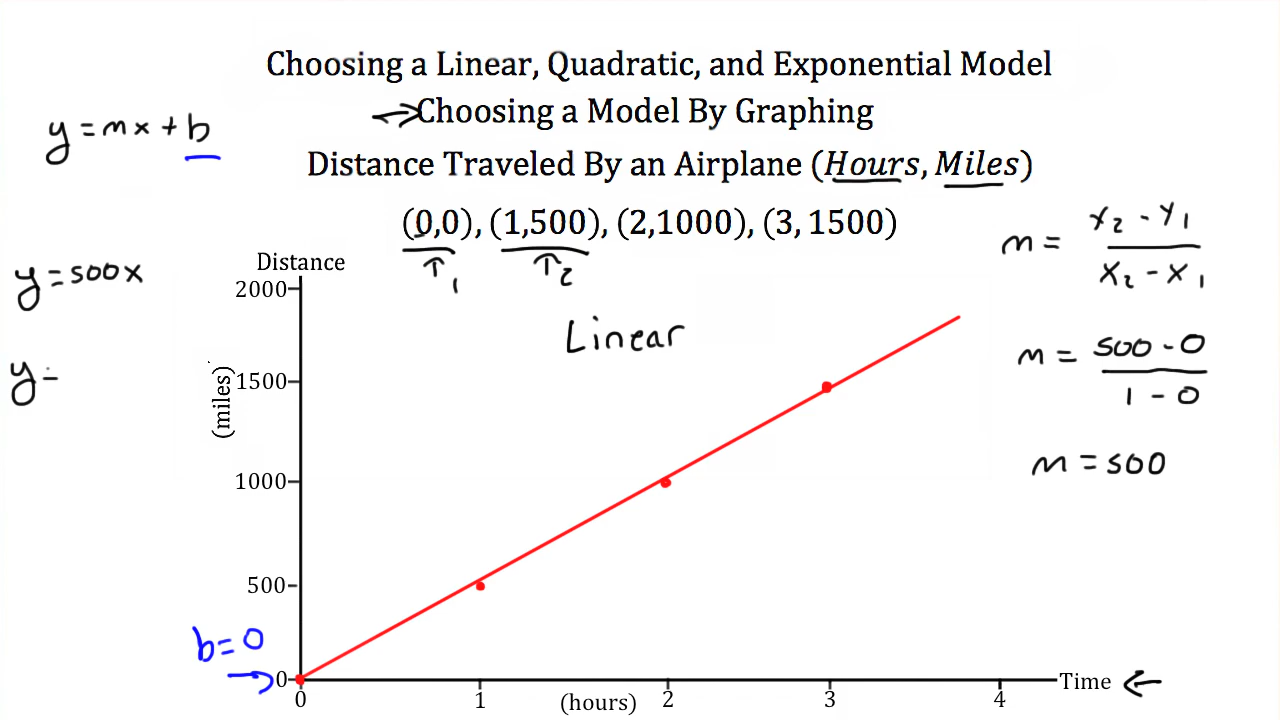 Choosing a Linear, Quadratic, and Exponential Model
Choosing a Model By Graphing
Distance Traveled By an Airplane (Hours, Miles)
(0,0), (1,500), (2,1000), (3, 1500)
T₁ T₂
y = mx + b
y = 500x
y =
Distance
(miles)
2000
1500
1000
500
0
Linear
b = 0
0 1 2 3 4
(hours)
Time
m = (Y₂ - Y₁) / (X₂ - X₁)
m = (500 - 0) / (1 - 0)
m = 500